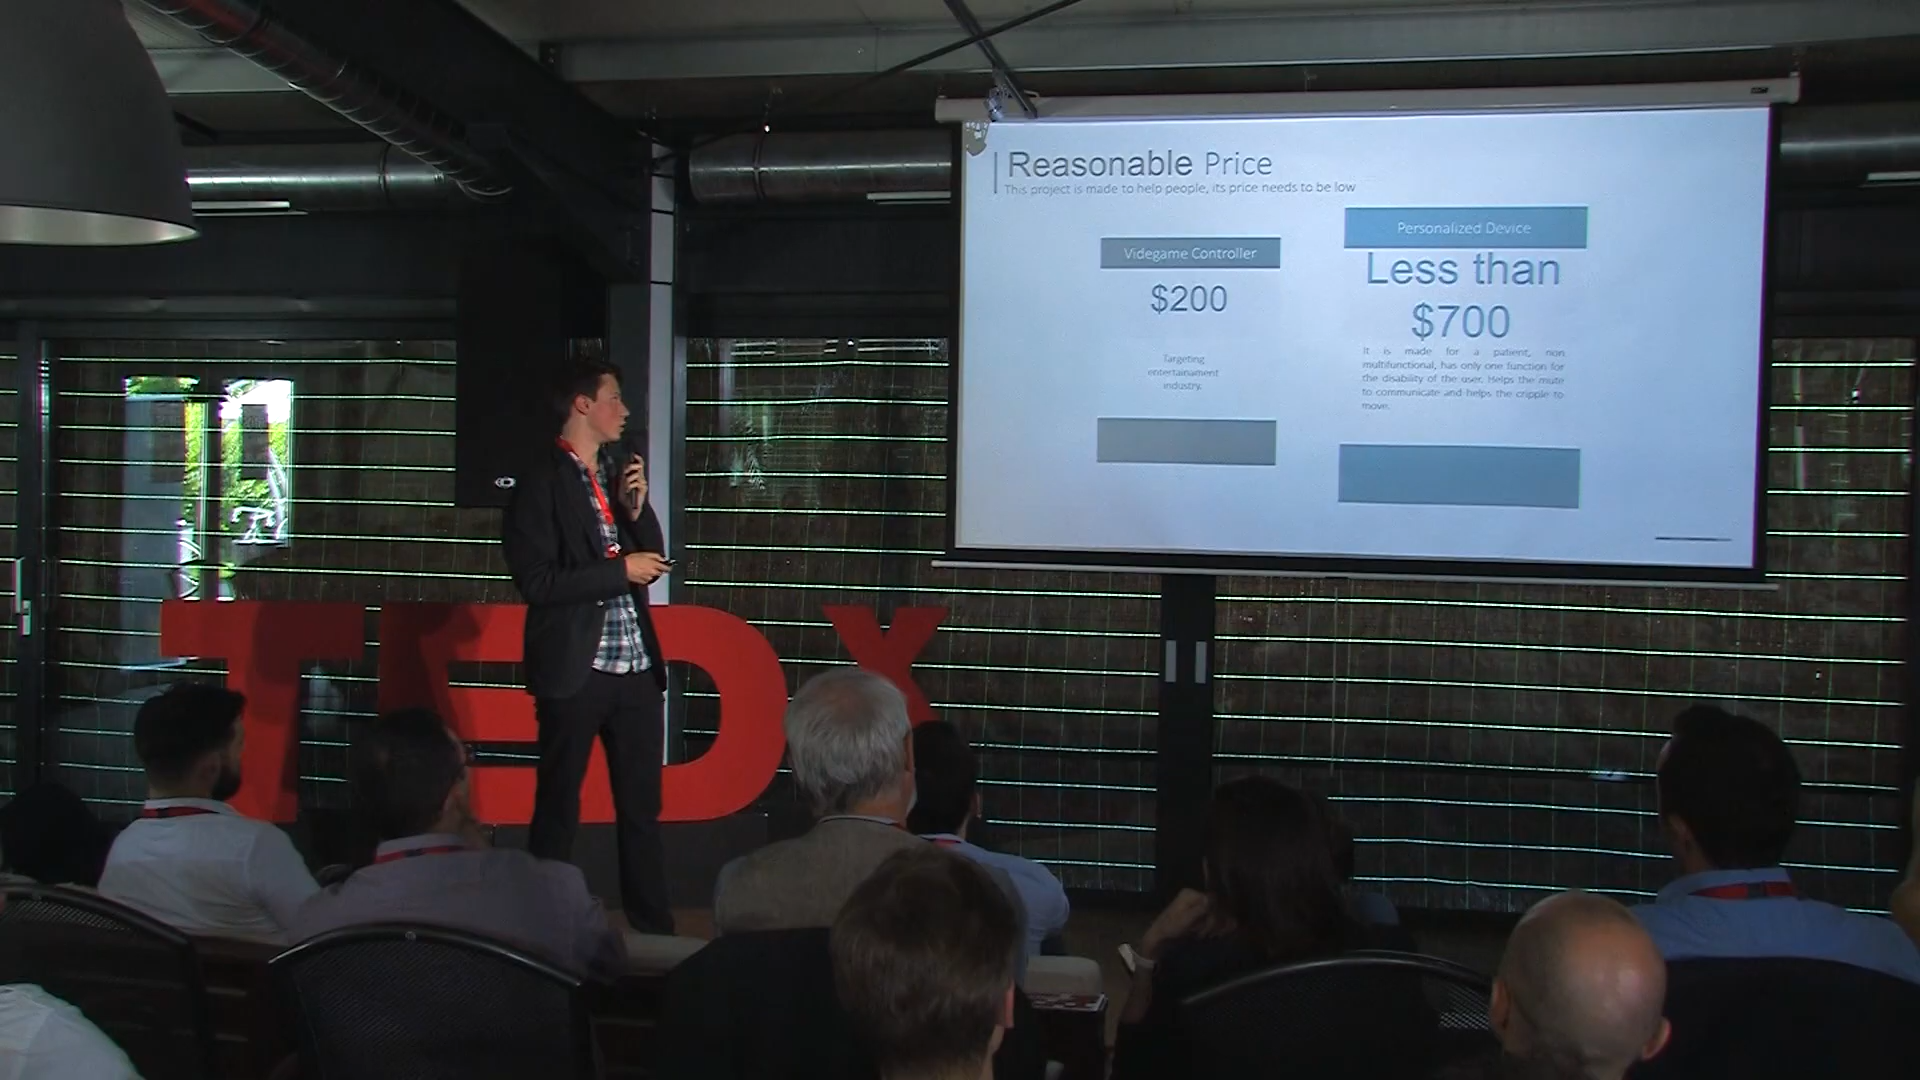 Reasonable Price
This project is made to help people, its price needs to be low
Videgame Controller
$200
Targeting
entertainament
industry.
Personalized Device
Less than
$700
It is made for a patient, non
multifunctional, has only one function for
the disability of the user. Helps the mute
to communicate and helps the cripple to
move.
TEDx